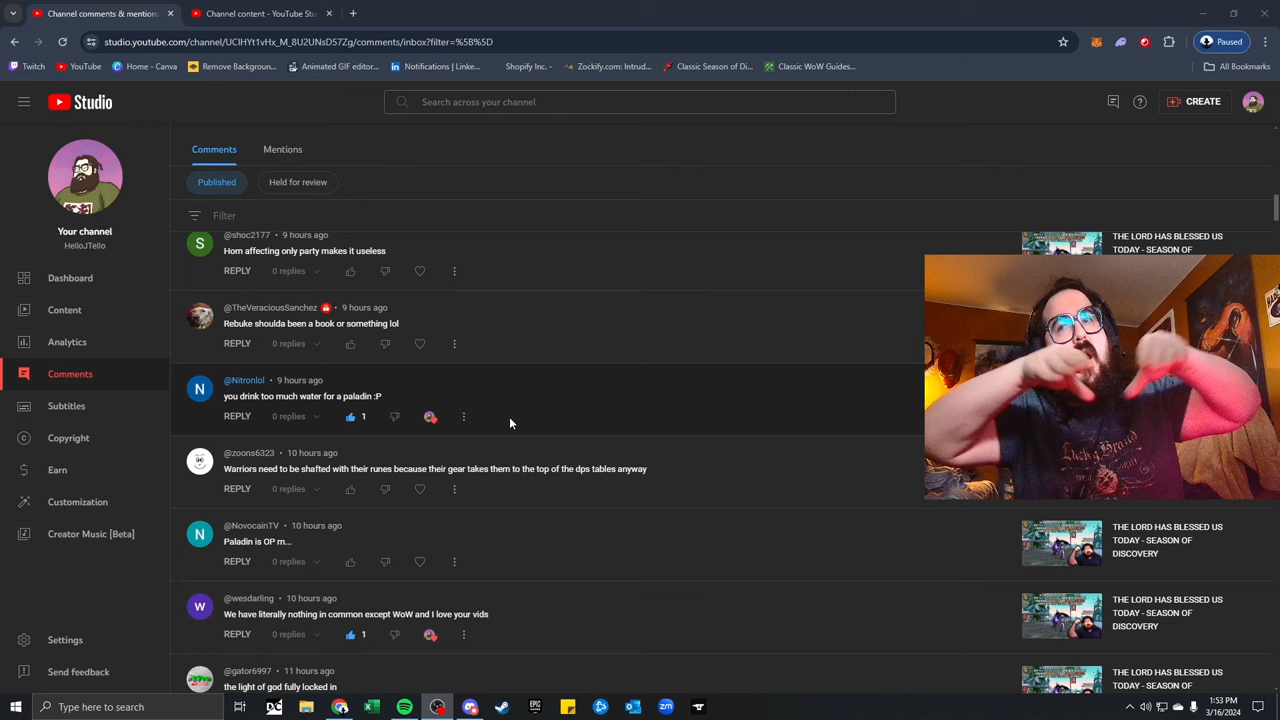 Channel comments & mention
Channel content - YouTube Stu
studio.youtube.com/channel/UCIHYt1vHx_M_8U2UNsD57Zg/comments/inbox?filter=%5B%5D
Paused
Twitch
YouTube
Home - Canva
Remove Backgroun...
Animated GIF editor...
Notifications | Linke...
Shopify Inc. -
Zockify.com: Intrud...
Classic Season of Di...
Classic WoW Guides...
All Bookmarks
Studio
Search across your channel
CREATE
Your channel
HelloJTello
Dashboard
Content
Analytics
Comments
Subtitles
Copyright
Earn
Customization
Creator Music [Beta]
Settings
Send feedback
Comments
Mentions
Published
Held for review
Filter
S
@shoc2177 • 9 hours ago
Horn affecting only party makes it useless
REPLY 0 replies
THE LORD HAS BLESSED US
TODAY - SEASON OF
@TheVeraciousSanchez • 9 hours ago
Rebuke shoulda been a book or something lol
REPLY 0 replies
N
@Nitronlol • 9 hours ago
you drink too much water for a paladin :P
REPLY 0 replies 1
@zoons6323 • 10 hours ago
Warriors need to be shafted with their runes because their gear takes them to the top of the dps tables anyway
REPLY 0 replies
Lucky Brand
N
@NovocainTV • 10 hours ago
Paladin is OP rn...
REPLY 0 replies
THE LORD HAS BLESSED US
TODAY - SEASON OF
DISCOVERY
W
@wesdarling • 10 hours ago
We have literally nothing in common except WoW and I love your vids
REPLY 0 replies 1
THE LORD HAS BLESSED US
TODAY - SEASON OF
DISCOVERY
@gator6997 • 11 hours ago
the light of god fully locked in
THE LORD HAS BLESSED US
TODAY - SEASON OF
Type here to search
DC
EPIC
zm
1:53 PM
3/16/2024